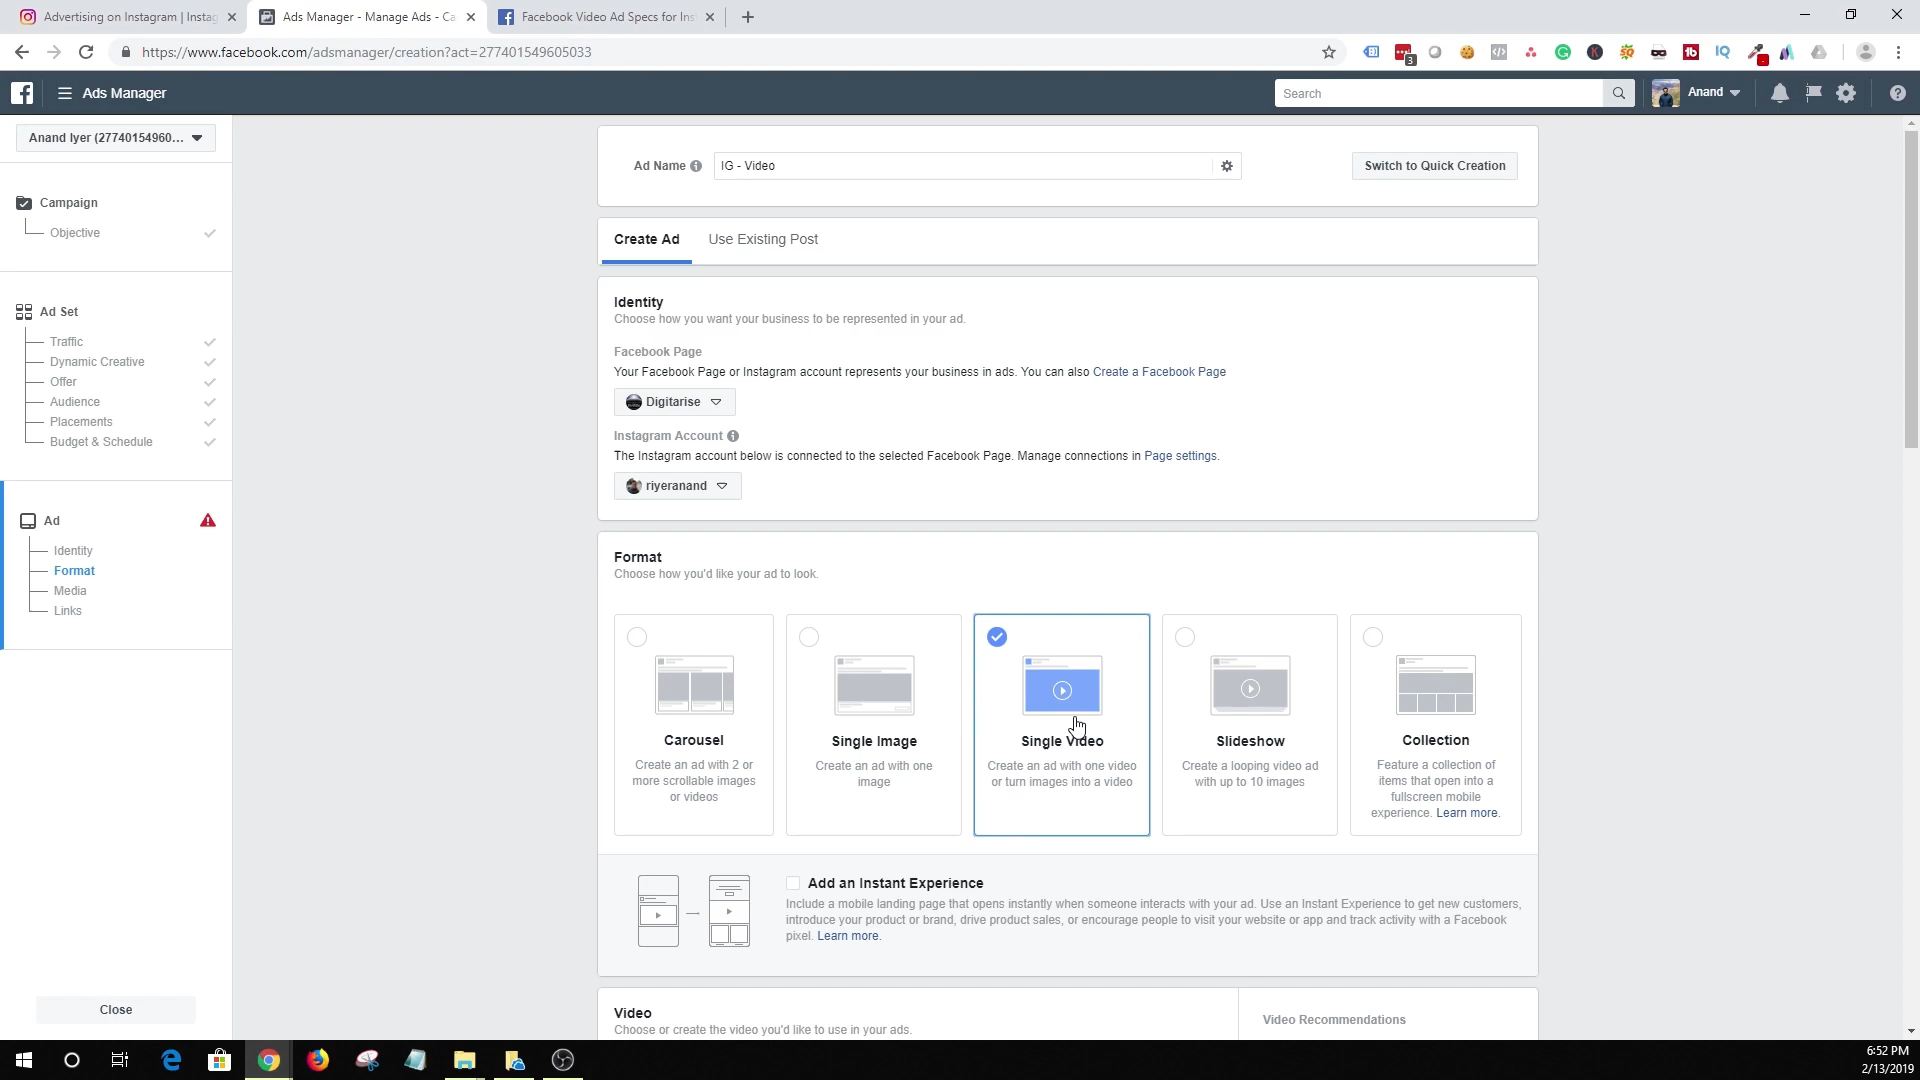 Advertising on Instagram | Instag
Ads Manager - Manage Ads - Ca
Facebook Video Ad Specs for Ins
https://www.facebook.com/adsmanager/creation?act=277401549605033
3
Ads Manager
Search
Anand
Anand Iyer (27740154960...
Campaign
Objective
Ad Set
Traffic
Dynamic Creative
Offer
Audience
Placements
Budget & Schedule
Ad
Identity
Format
Media
Links
Close
Ad Name
IG - Video
Switch to Quick Creation
Create Ad
Use Existing Post
Identity
Choose how you want your business to be represented in your ad.
Facebook Page
Your Facebook Page or Instagram account represents your business in ads. You can also Create a Facebook Page
Digitarise
Instagram Account
The Instagram account below is connected to the selected Facebook Page. Manage connections in Page settings.
riyeranand
Format
Choose how you'd like your ad to look.
Carousel
Create an ad with 2 or
more scrollable images
or videos
Single Image
Create an ad with one
image
Single Video
Create an ad with one video
or turn images into a video
Slideshow
Create a looping video ad
with up to 10 images
Collection
Feature a collection of
items that open into a
fullscreen mobile
experience. Learn more.
Add an Instant Experience
Include a mobile landing page that opens instantly when someone interacts with your ad. Use an Instant Experience to get new customers,
introduce your product or brand, drive product sales, or encourage people to visit your website or app and track activity with a Facebook
pixel. Learn more.
Video
Choose or create the video you'd like to use in your ads.
Video Recommendations
6:52 PM
2/13/2019